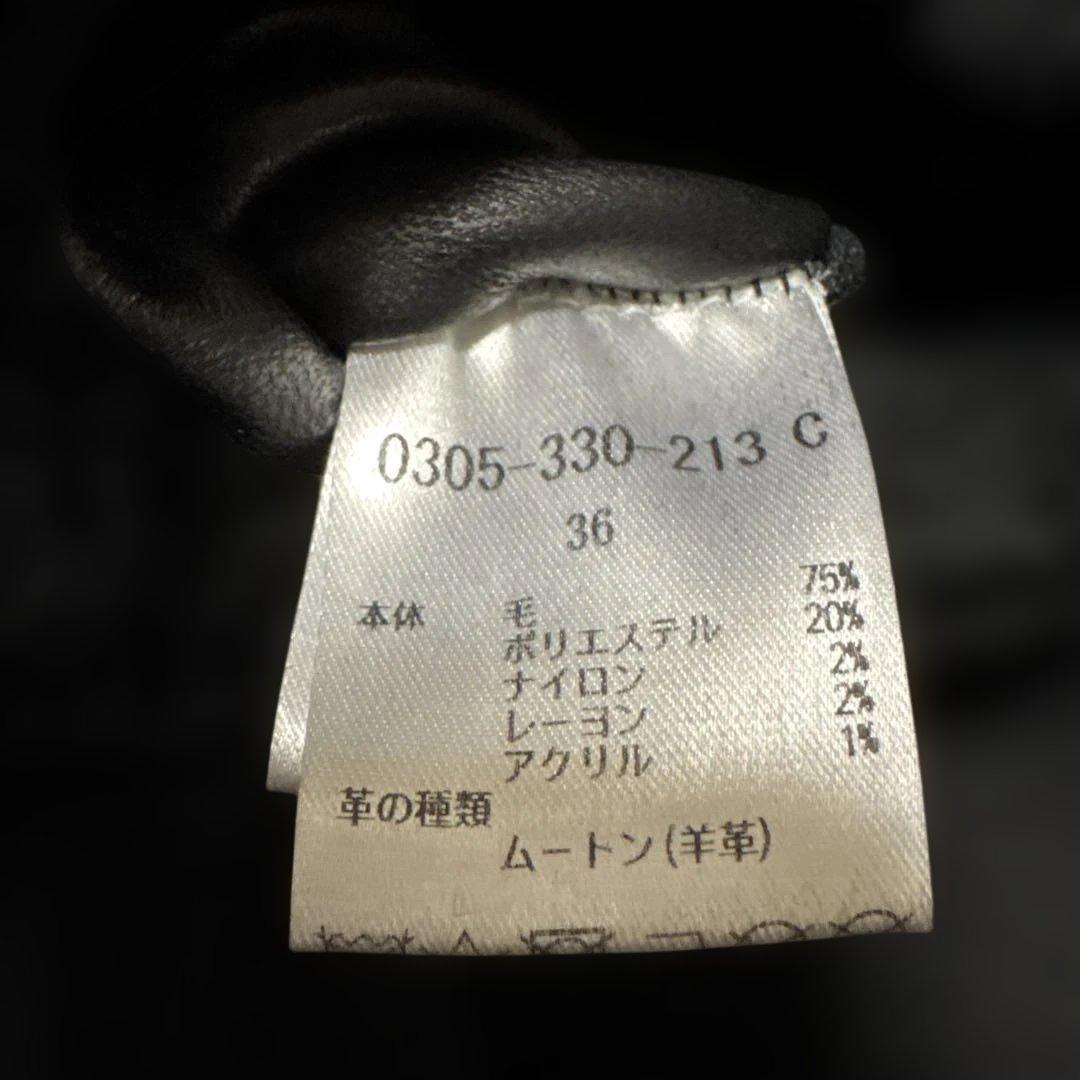 0305-330-213 C
36
本体 毛 75%
ポリエステル 20%
ナイロン 2%
レーヨン 2%
アクリル 1%
革の種類
ムートン(羊革)